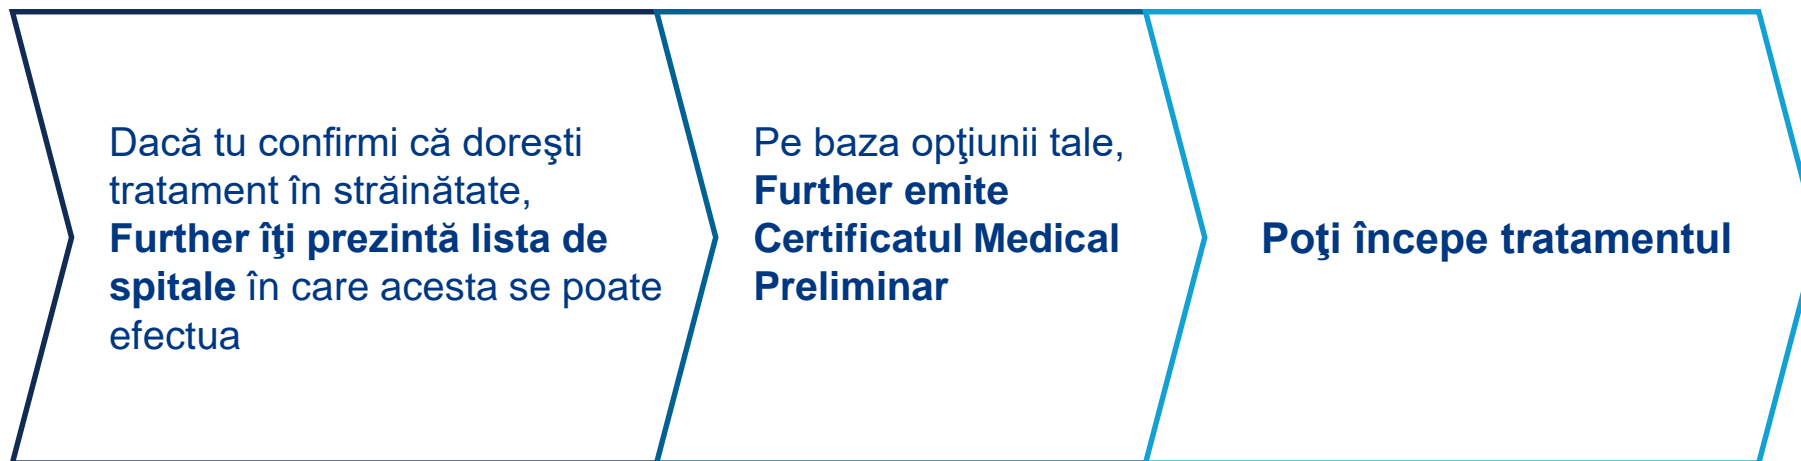 Dacă tu confirmi că doreşti
tratament în străinătate,
Further îţi prezintă lista de
spitale în care acesta se poate
efectua
Pe baza opţiunii tale,
Further emite
Certificatul Medical
Preliminar
Poţi începe tratamentul